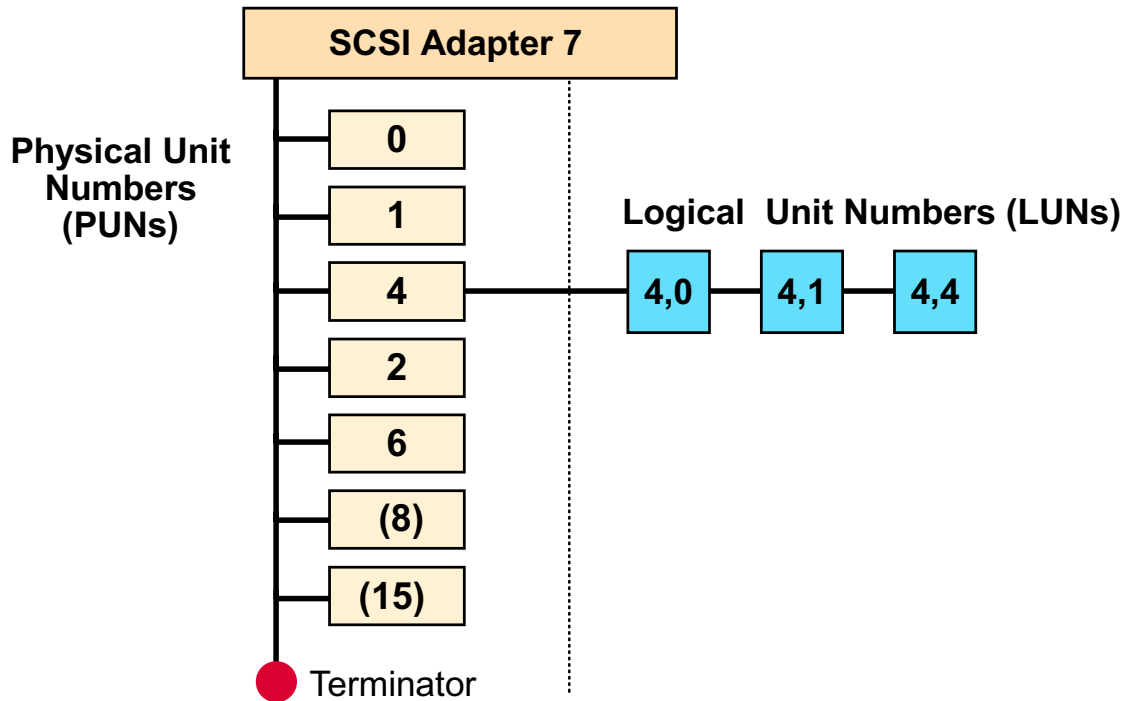 SCSI Adapter 7
Physical Unit
Numbers
(PUNs)
0
1
4
2
6
(8)
(15)
Terminator
Logical Unit Numbers (LUNs)
4,0
4,1
4,4